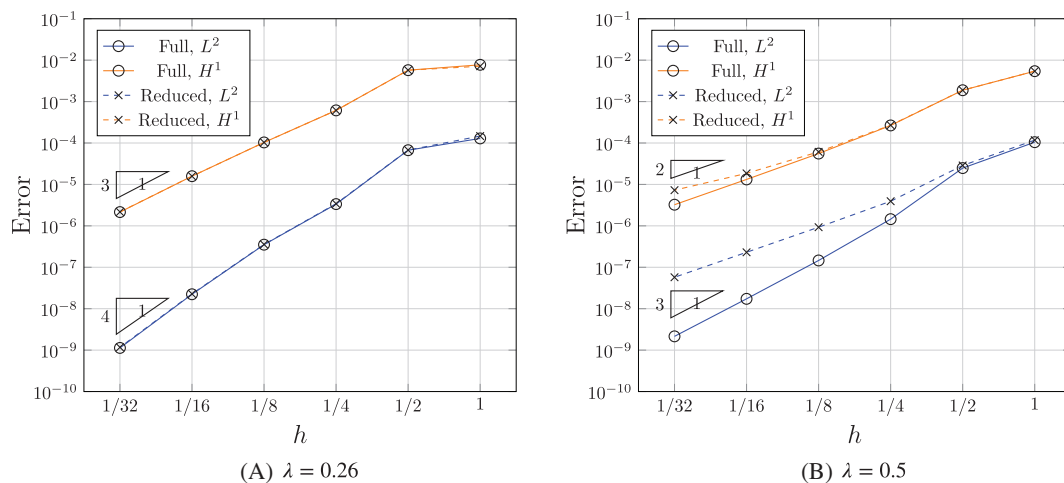 10^{-1}
10^{-2}
10^{-3}
10^{-4}
10^{-5}
10^{-6}
10^{-7}
10^{-8}
10^{-9}
10^{-10}
Error
Full, L^2
Full, H^1
Reduced, L^2
Reduced, H^1
3
1
4
1
1/32 1/16 1/8 1/4 1/2 1
h
(A) λ = 0.26
10^{-1}
10^{-2}
10^{-3}
10^{-4}
10^{-5}
10^{-6}
10^{-7}
10^{-8}
10^{-9}
10^{-10}
Error
Full, L^2
Full, H^1
Reduced, L^2
Reduced, H^1
2
1
3
1
1/32 1/16 1/8 1/4 1/2 1
h
(B) λ = 0.5